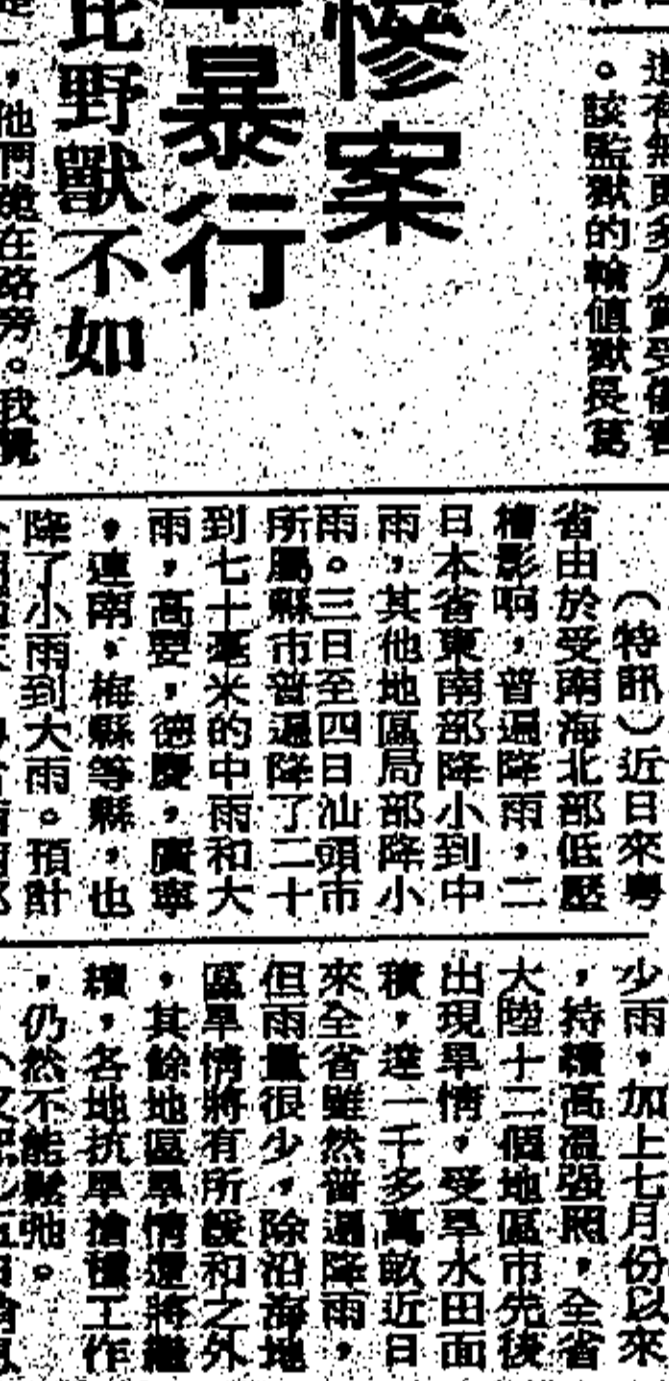 慘案
暴行
比野獸不如
。該監獄的輪值獄長萬
他們跪在路旁。我
（特訊）近日來粵
省由於受南海北部低壓
槽影响，普遍降雨，二
日本省東南部降小到中
雨，其他地區局部降小
雨。三日至四日汕頭市
所屬縣市普遍降了二十
到七十毫米的中雨和大
雨，高要，德慶，廣寧
，連南，梅縣等縣，也
降了小雨到大雨。預計
少雨，加上七月份以來
，持續高溫強照，全省
大陸十二個地區市先後
出現旱情，受旱水田面
積，達一千多萬畝近日
來全省雖然普遍降雨，
但雨量很少，除沿海地
區旱情將有所緩和之外
，其餘地區旱情還將繼
續，各地抗旱搶種工作
，仍然不能鬆弛。